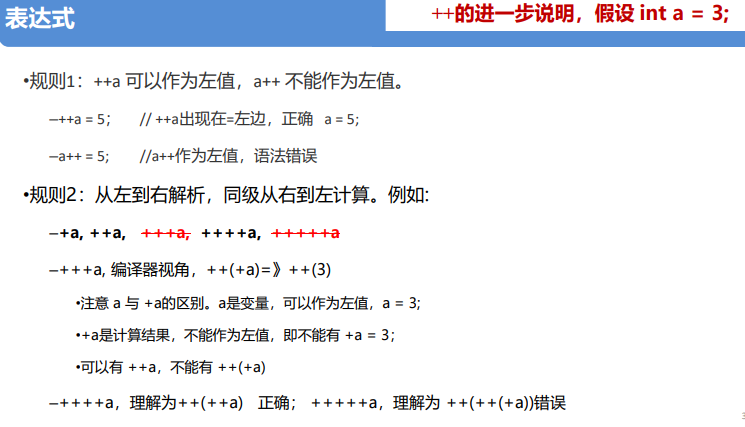 表达式
++的进一步说明，假设 int a = 3;
•规则1：++a 可以作为左值，a++ 不能作为左值。
–++a = 5； // ++a出现在=左边，正确 a = 5;
–a++ = 5; //a++作为左值，语法错误
•规则2：从左到右解析，同级从右到左计算。例如:
–+a, ++a, +++a, ++++a, +++++a
–+++a, 编译器视角，++(+a)=》++(3)
•注意 a 与 +a的区别。a是变量，可以作为左值，a = 3;
•+a是计算结果，不能作为左值，即不能有 +a = 3；
•可以有 ++a，不能有 ++(+a)
–++++a，理解为++(++a) 正确； +++++a，理解为 ++(++(+a))错误